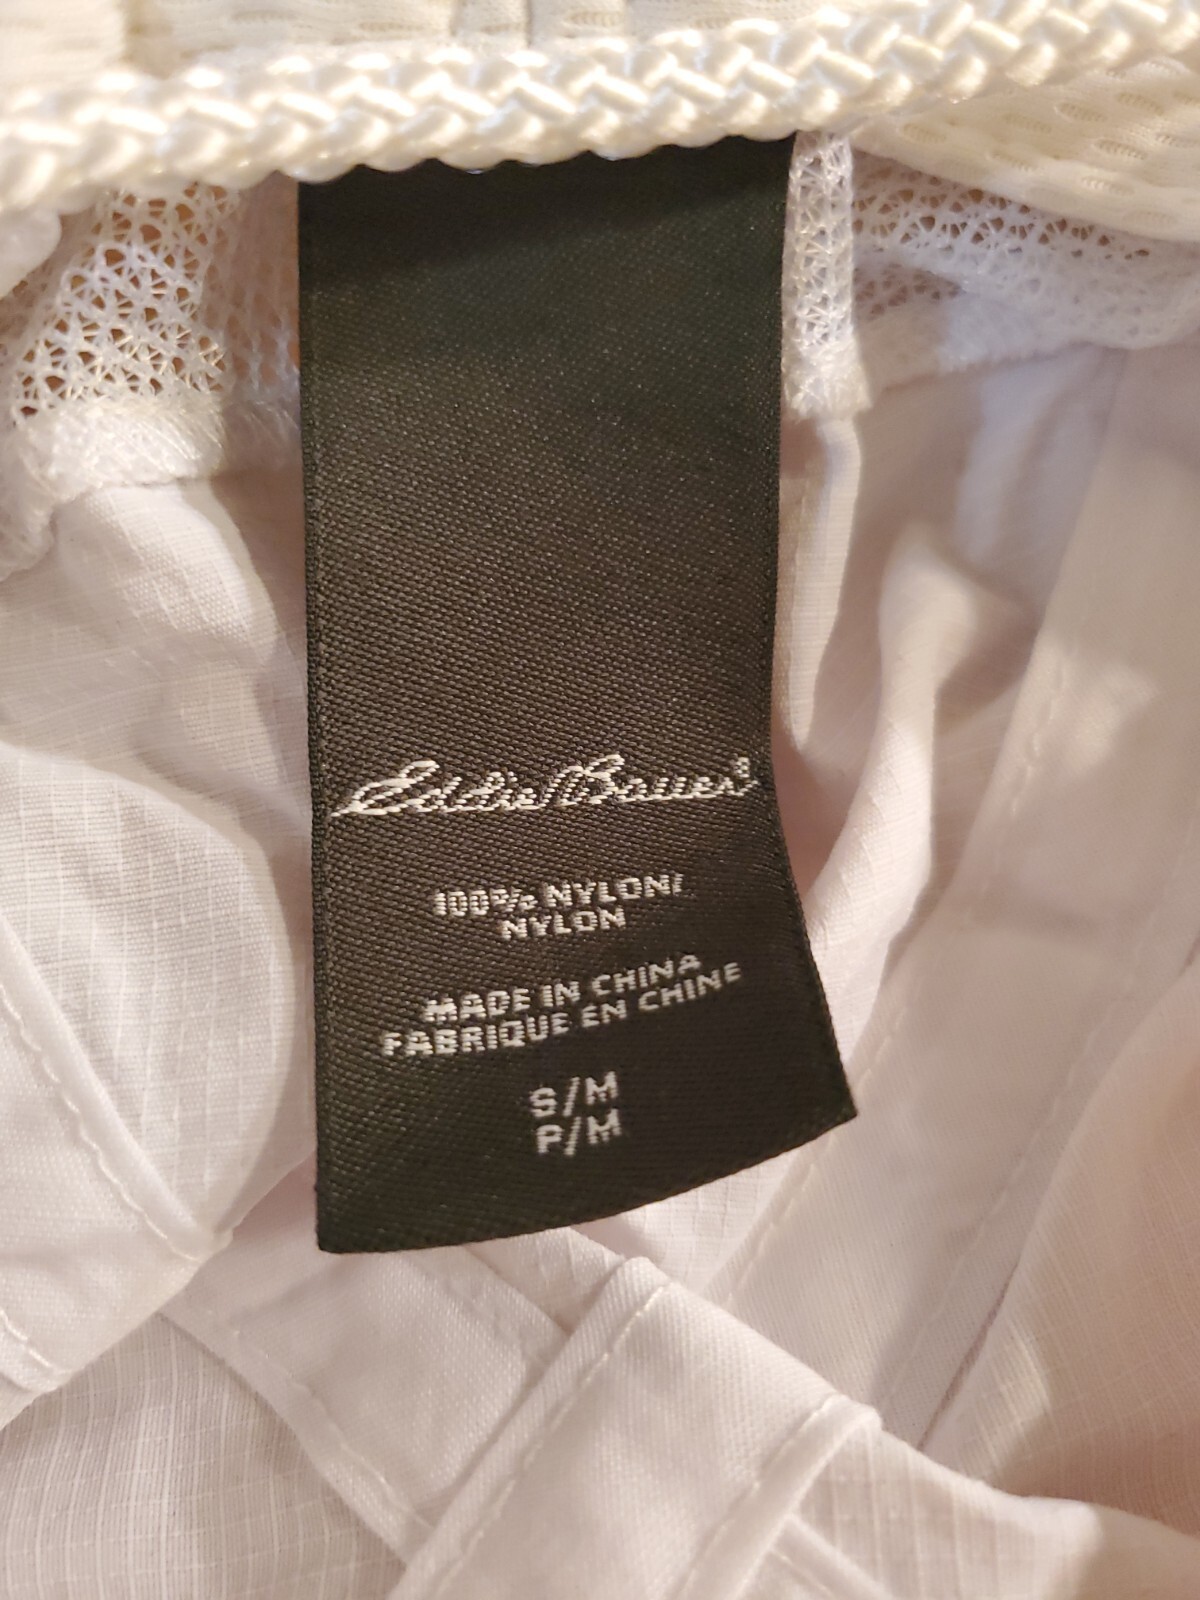 Eddie Bauer®
100% NYLON/
NYLON
MADE IN CHINA
FABRIQUE EN CHINE
S/M
P/M